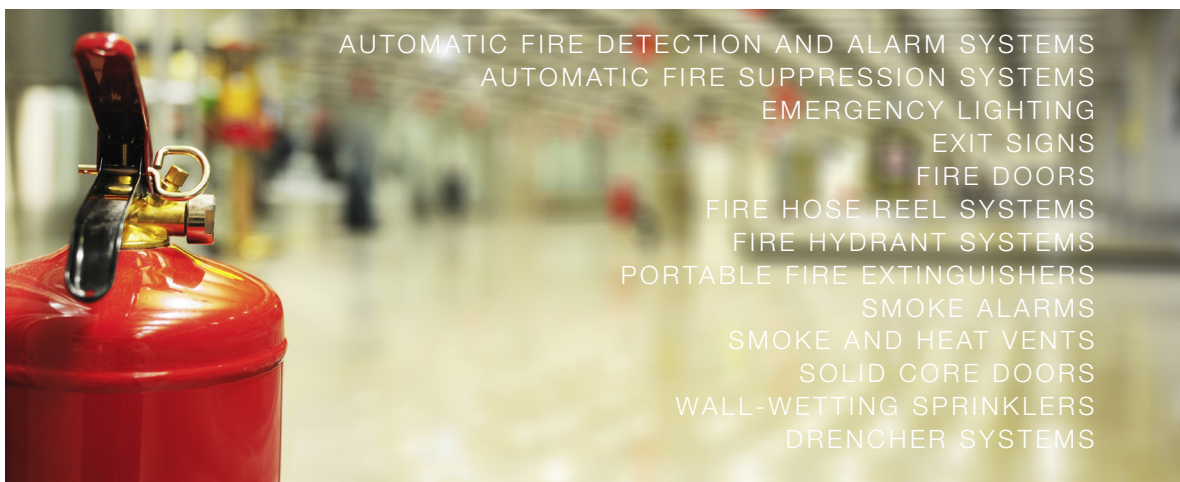 AUTOMATIC FIRE DETECTION AND ALARM SYSTEMS
AUTOMATIC FIRE SUPPRESSION SYSTEMS
EMERGENCY LIGHTING
EXIT SIGNS
FIRE DOORS
FIRE HOSE REEL SYSTEMS
FIRE HYDRANT SYSTEMS
PORTABLE FIRE EXTINGUISHERS
SMOKE ALARMS
SMOKE AND HEAT VENTS
SOLID CORE DOORS
WALL-WETTING SPRINKLERS
DRENCHER SYSTEMS